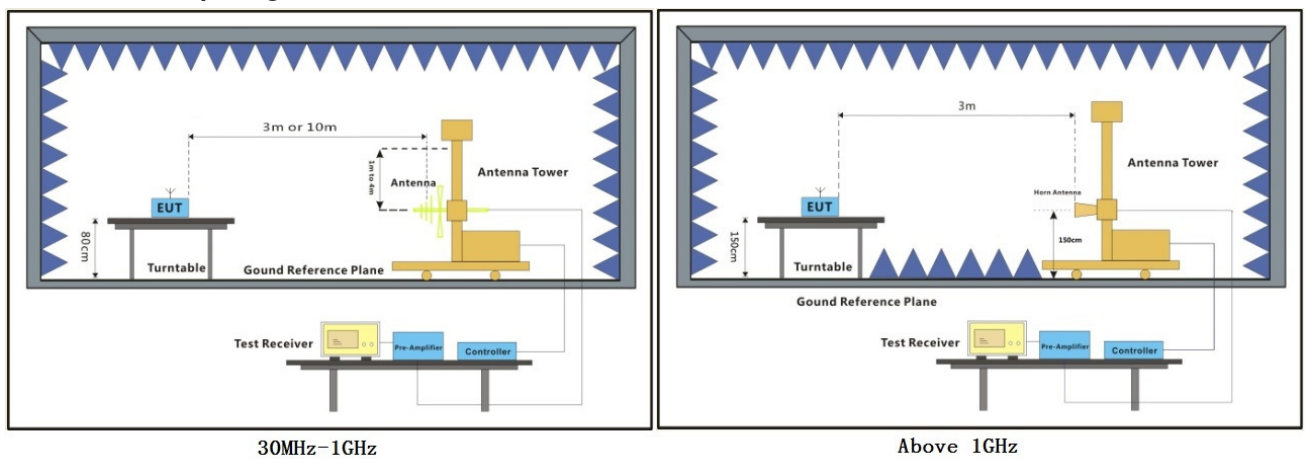 3m or 10m
1m to 4m
Antenna
Antenna Tower
EUT
80cm
Turntable
Gound Reference Plane
Test Receiver
Pre-Amplifier
Controller
30MHz-1GHz
3m
Antenna Tower
Horn Antenna
EUT
150cm
150cm
Turntable
Gound Reference Plane
Test Receiver
Pre-Amplifier
Controller
Above 1GHz